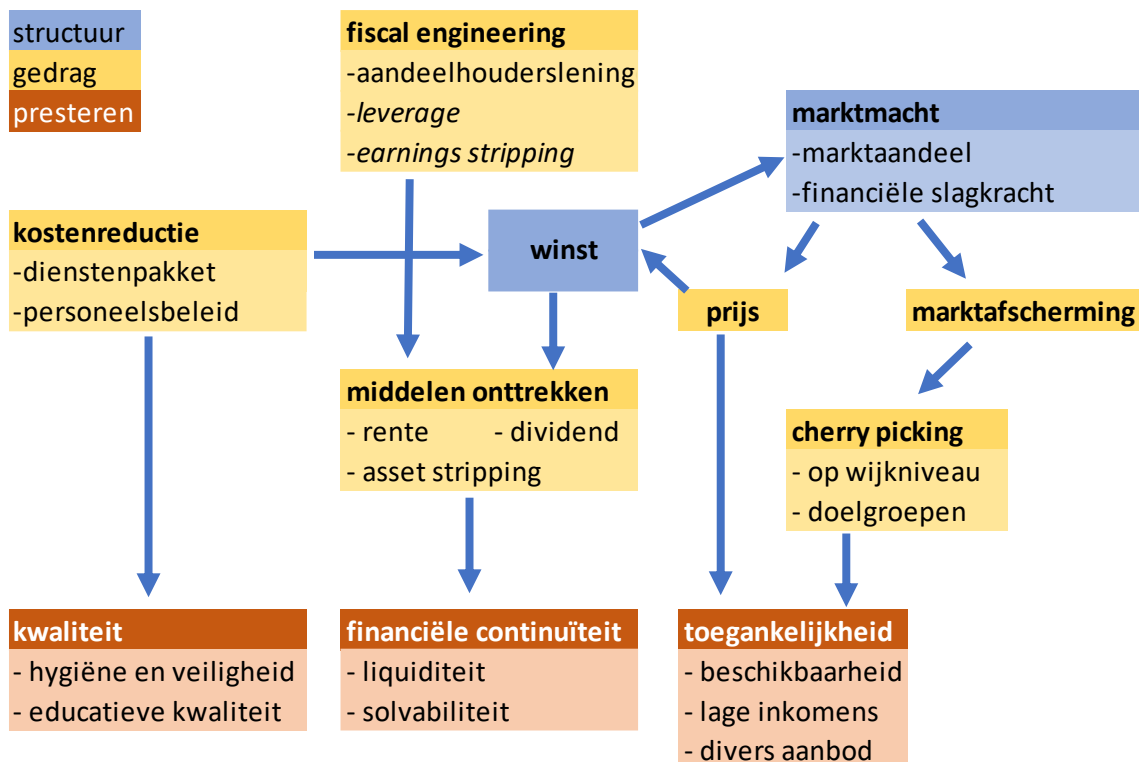 structuur
gedrag
presteren
fiscal engineering
-aandeelhouderslening
-leverage
-earnings stripping
marktmacht
-marktaandeel
-financiële slagkracht
kostenreductie
-dienstenpakket
-personeelsbeleid
winst
prijs
marktafscherming
middelen onttrekken
- rente - dividend
- asset stripping
cherry picking
- op wijkniveau
- doelgroepen
kwaliteit
- hygiëne en veiligheid
- educatieve kwaliteit
financiële continuïteit
- liquiditeit
- solvabiliteit
toegankelijkheid
- beschikbaarheid
- lage inkomens
- divers aanbod